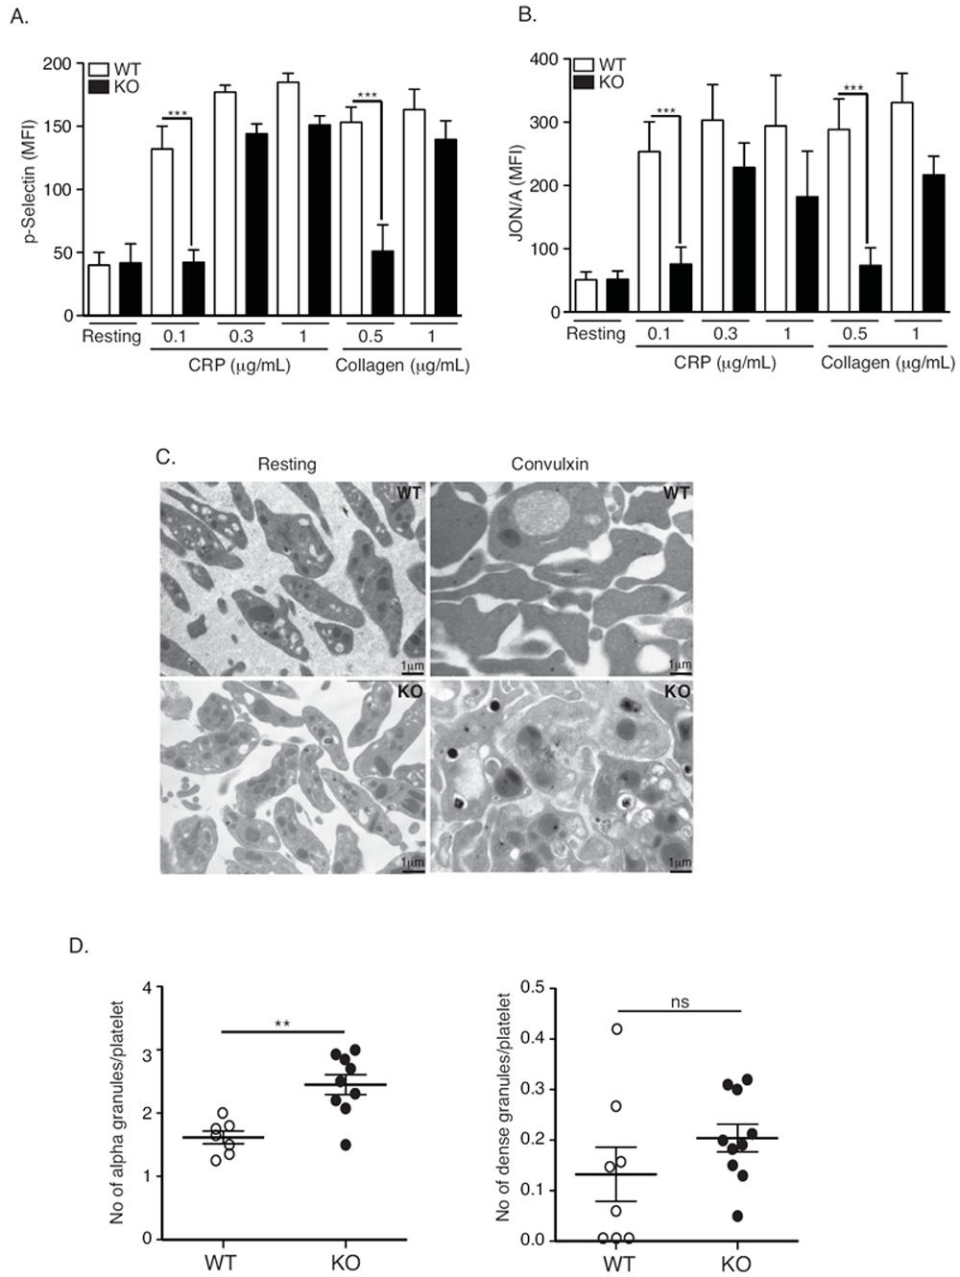 A.
p-Selectin (MFI)
200
150
100
50
0
WT
KO
***
***
Resting
0.1
0.3
1
0.5
1
CRP (μg/mL)
Collagen (μg/mL)
B.
JON/A (MFI)
400
300
200
100
0
WT
KO
***
***
Resting
0.1
0.3
1
0.5
1
CRP (μg/mL)
Collagen (μg/mL)
C.
Resting
Convulxin
WT
1μm
WT
1μm
KO
1μm
KO
1μm
D.
No of alpha granules/platelet
4
3
2
1
0
**
WT
KO
No of dense granules/platelet
0.5
0.4
0.3
0.2
0.1
0.0
ns
WT
KO